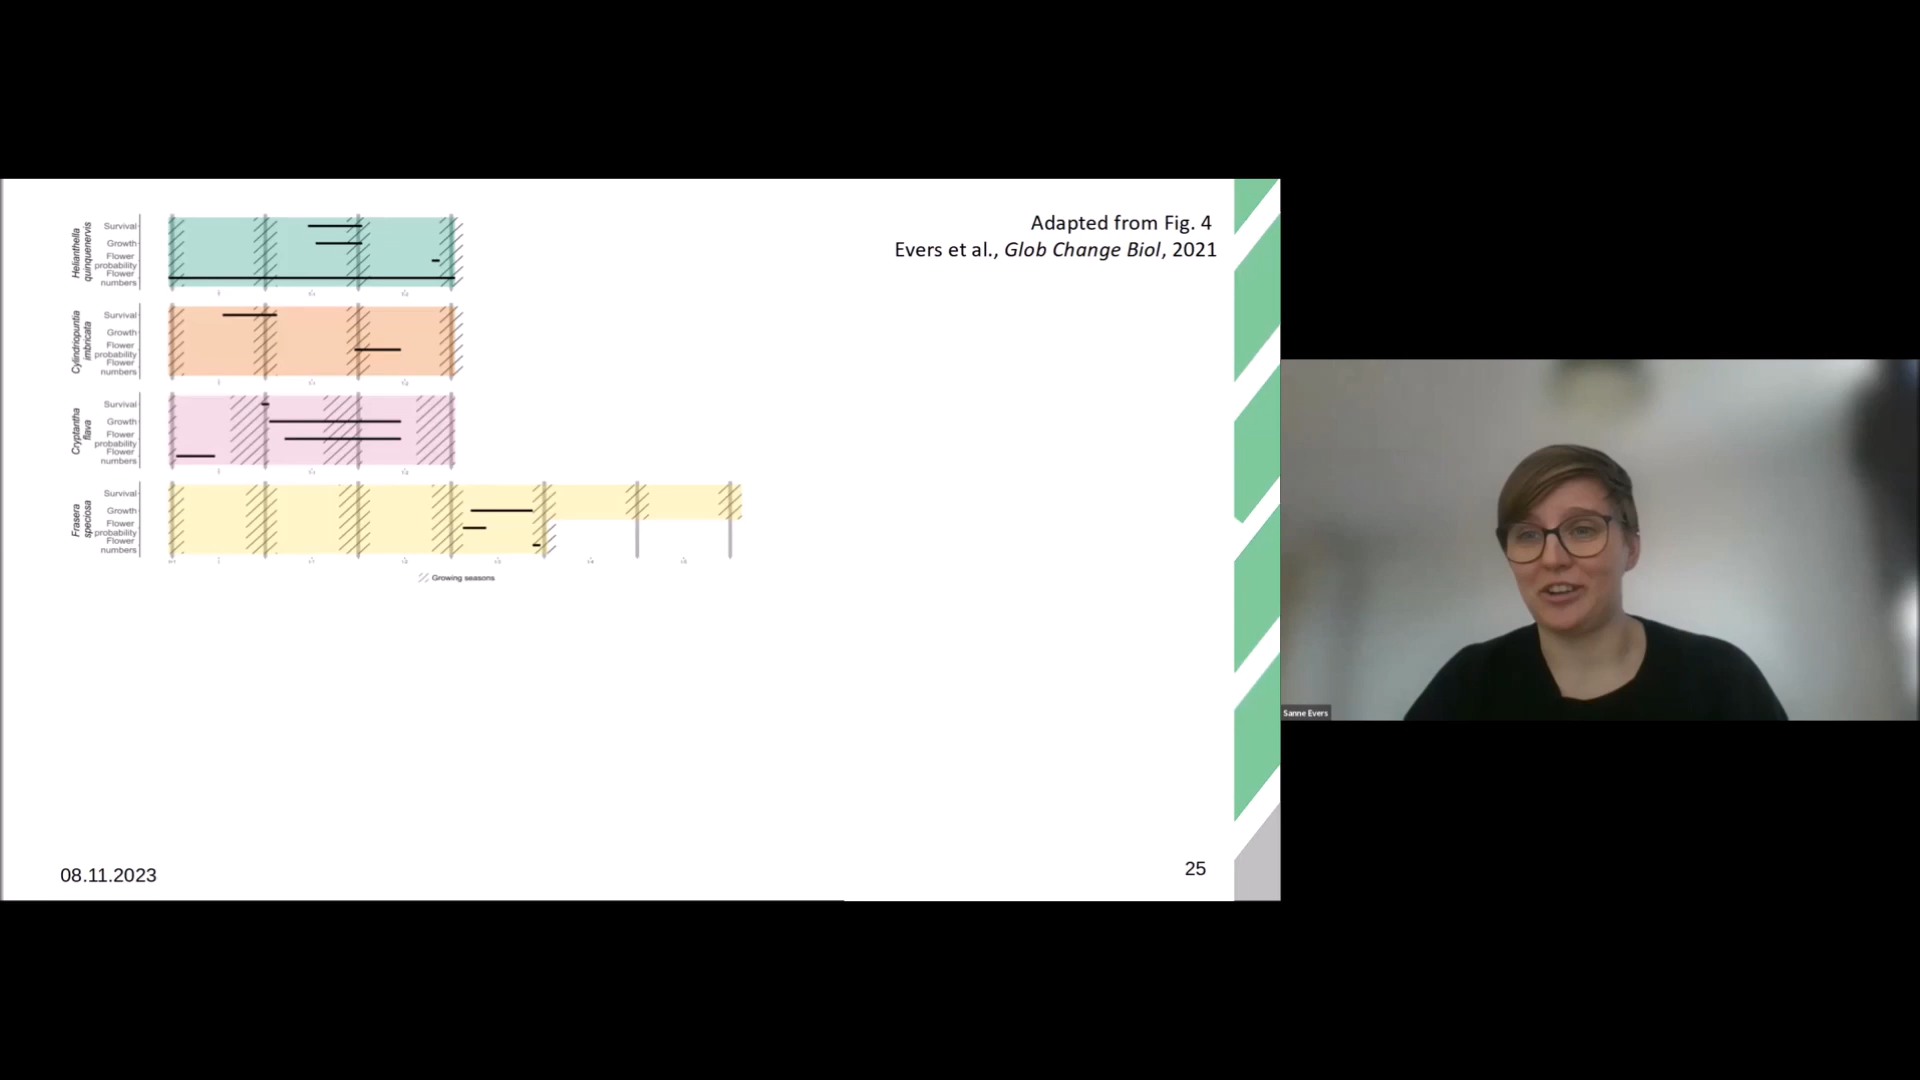 Adapted from Fig. 4
Evers et al., Glob Change Biol, 2021
Helianthella
quinquenervis
Survival
Growth
Flower
probability
Flower
numbers
Cylindriopuntia
imbricata
Survival
Growth
Flower
probability
Flower
numbers
Cryptantha
flava
Survival
Growth
Flower
probability
Flower
numbers
Frasera
speciosa
Survival
Growth
Flower
probability
Flower
numbers
Growing seasons
Sanne Evers
08.11.2023
25